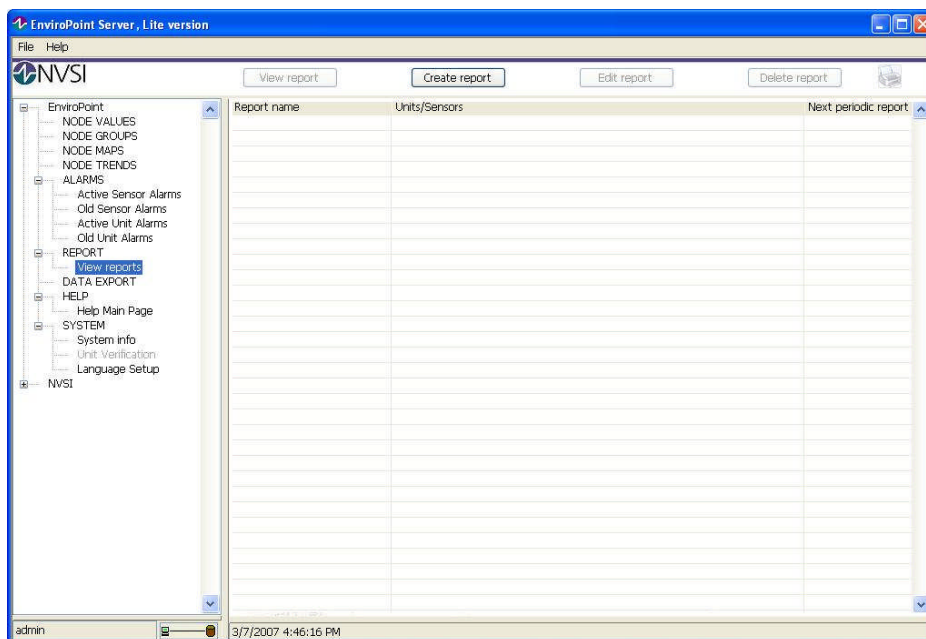 EnviroPoint Server, Lite version
File Help
NVSI
View report Create report Edit report Delete report
EnviroPoint
NODE VALUES
NODE GROUPS
NODE MAPS
NODE TRENDS
ALARMS
Active Sensor Alarms
Old Sensor Alarms
Active Unit Alarms
Old Unit Alarms
REPORT
View reports
DATA EXPORT
HELP
Help Main Page
SYSTEM
System info
Unit Verification
Language Setup
NVSI
Report name Units/Sensors Next periodic report
admin
3/7/2007 4:46:16 PM